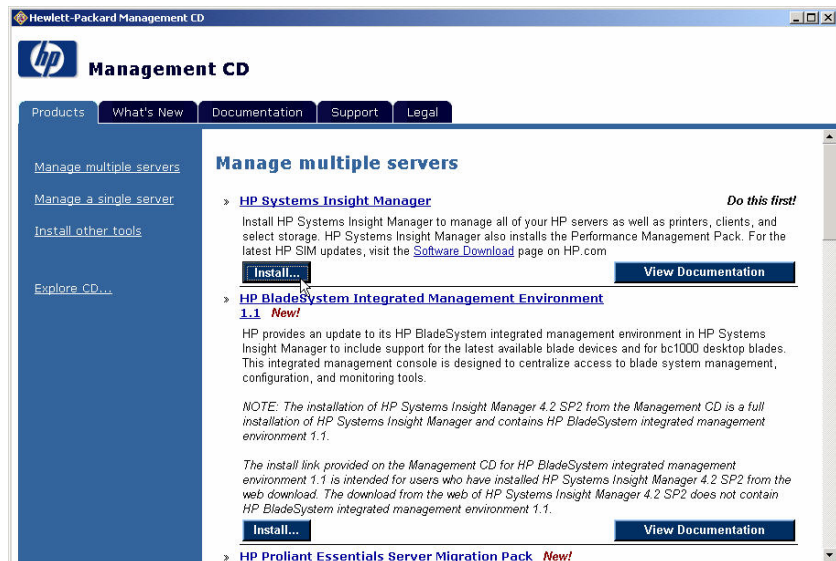 Hewlett-Packard Management CD
hp
Management CD
Products What's New Documentation Support Legal
Manage multiple servers
Manage a single server
Install other tools
Explore CD...
Manage multiple servers
» HP Systems Insight Manager Do this first!
Install HP Systems Insight Manager to manage all of your HP servers as well as printers, clients, and
select storage. HP Systems Insight Manager also installs the Performance Management Pack. For the
latest HP SIM updates, visit the Software Download page on HP.com
Install... View Documentation
» HP BladeSystem Integrated Management Environment
1.1 New!
HP provides an update to its HP BladeSystem integrated management environment in HP Systems
Insight Manager to include support for the latest available blade devices and for bc1000 desktop blades.
This integrated management console is designed to centralize access to blade system management,
configuration, and monitoring tools.
NOTE: The installation of HP Systems Insight Manager 4.2 SP2 from the Management CD is a full
installation of HP Systems Insight Manager and contains HP BladeSystem integrated management
environment 1.1.
The install link provided on the Management CD for HP BladeSystem integrated management
environment 1.1 is intended for users who have installed HP Systems Insight Manager 4.2 SP2 from the
web download. The download from the web of HP Systems Insight Manager 4.2 SP2 does not contain
HP BladeSystem integrated management environment 1.1.
Install... View Documentation
» HP Proliant Essentials Server Migration Pack New!